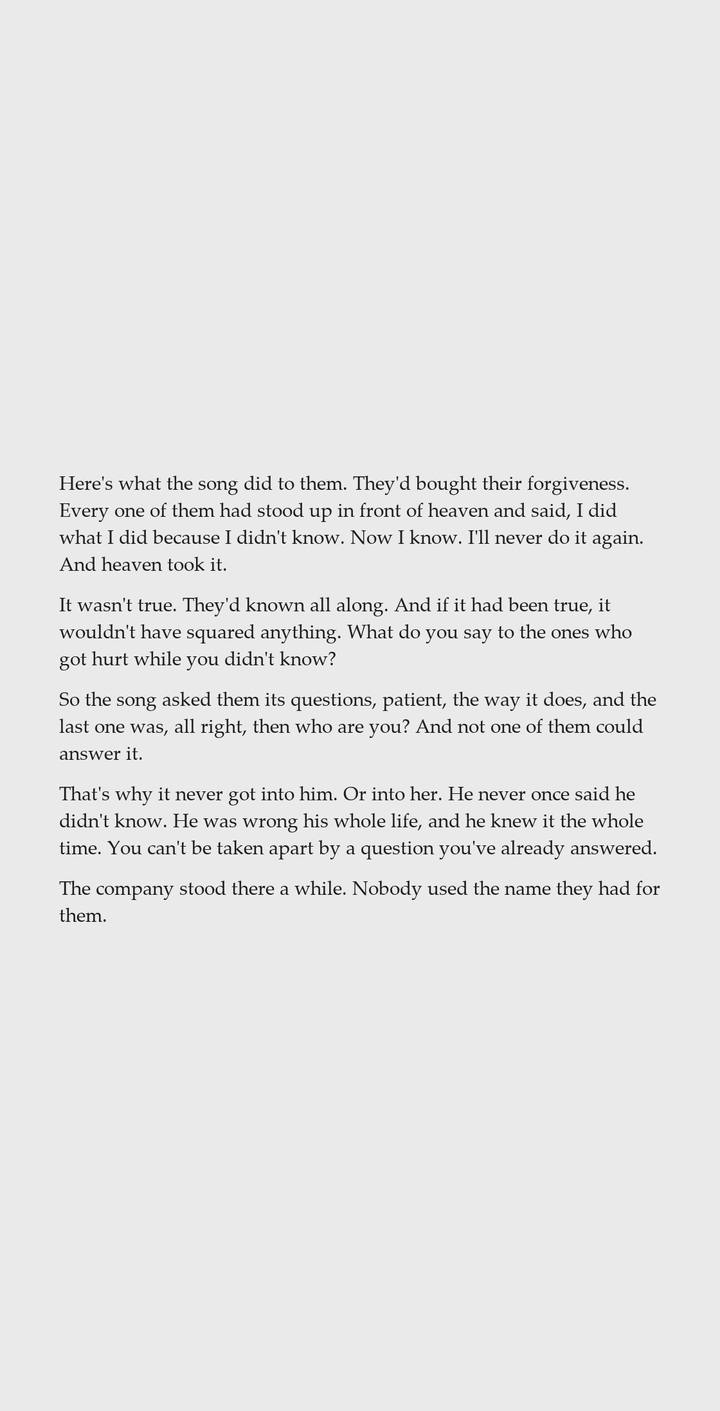 Here's what the song did to them. They'd bought their forgiveness.
Every one of them had stood up in front of heaven and said, I did
what I did because I didn't know. Now I know. I'll never do it again.
And heaven took it.
It wasn't true. They'd known all along. And if it had been true, it
wouldn't have squared anything. What do you say to the ones who
got hurt while you didn't know?
So the song asked them its questions, patient, the way it does, and the
last one was, all right, then who are you? And not one of them could
answer it.
That's why it never got into him. Or into her. He never once said he
didn't know. He was wrong his whole life, and he knew it the whole
time. You can't be taken apart by a question you've already answered.
The company stood there a while. Nobody used the name they had for
them.